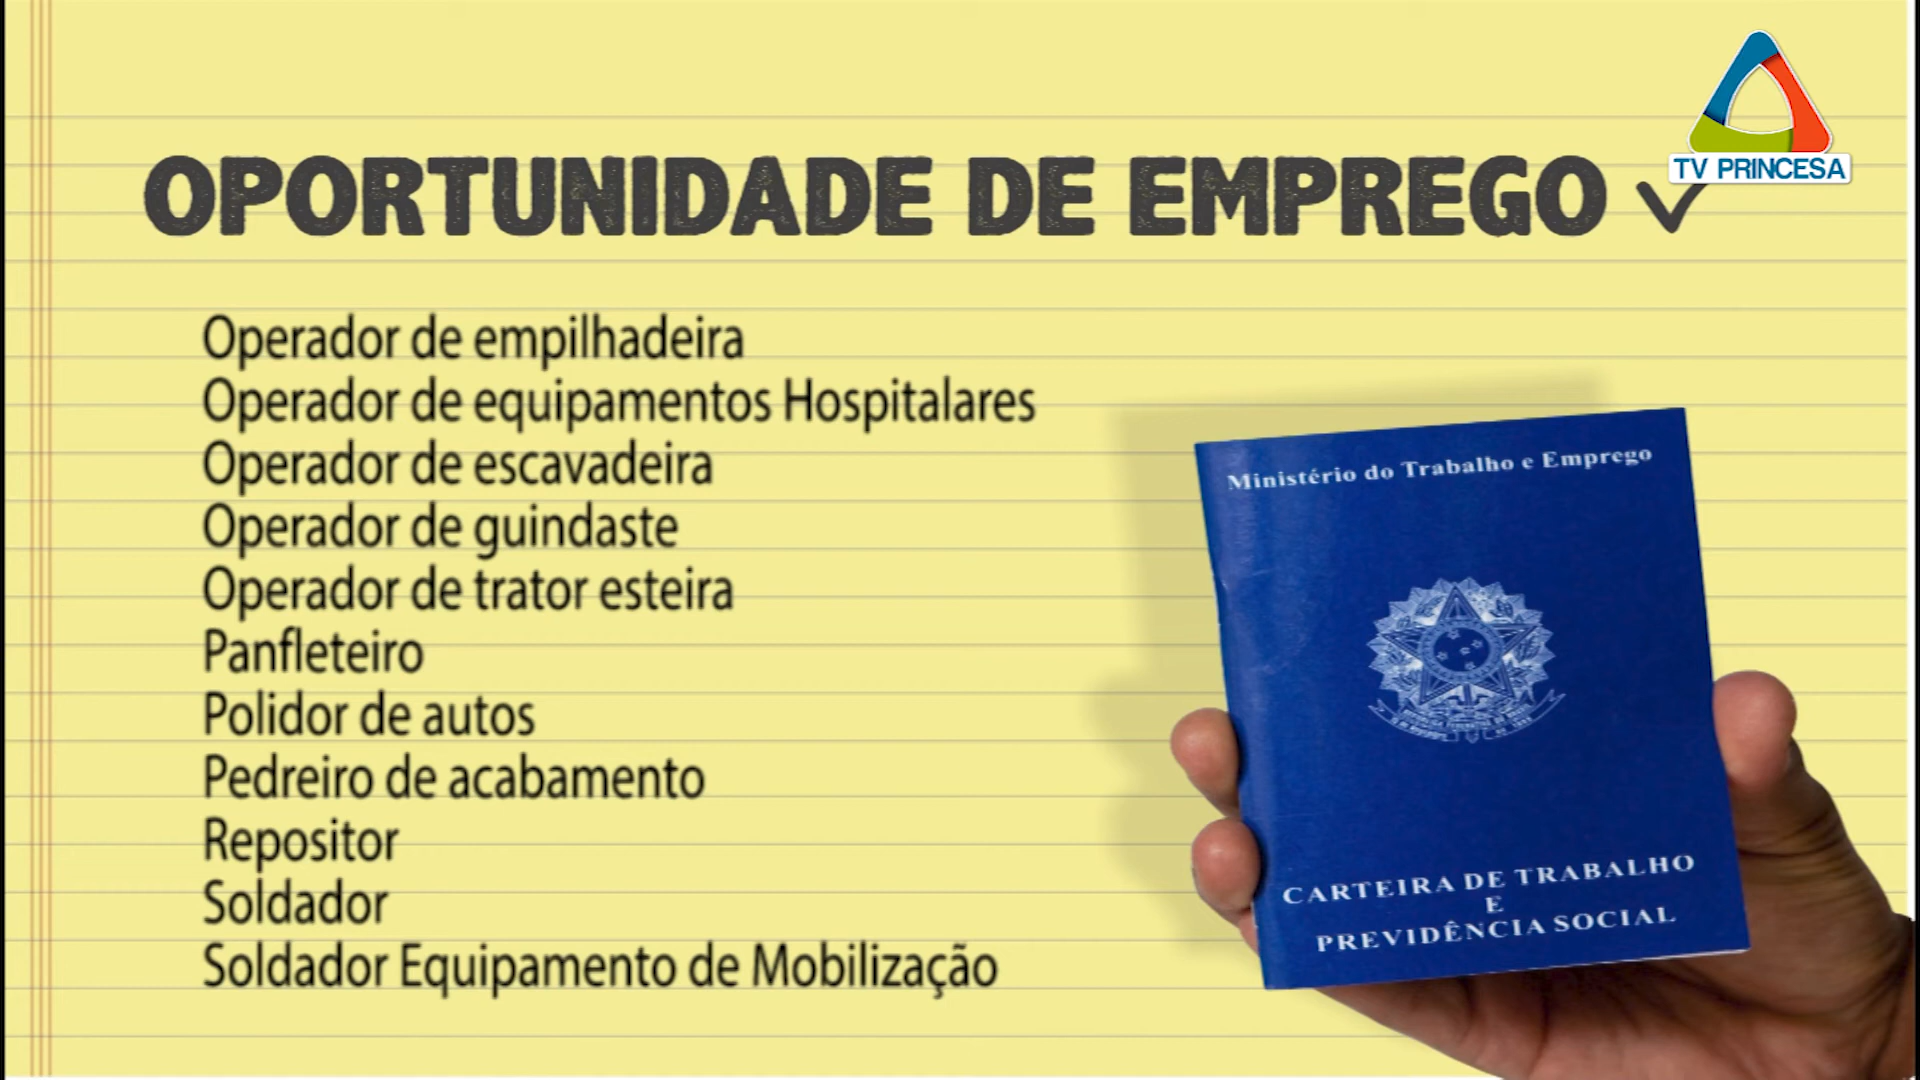 TV PRINCESA
OPORTUNIDADE DE EMPREGO
Operador de empilhadeira
Operador de equipamentos Hospitalares
Operador de escavadeira
Operador de guindaste
Operador de trator esteira
Panfleteiro
Polidor de autos
Pedreiro de acabamento
Repositor
Soldador
Soldador Equipamento de Mobilização
Ministério do Trabalho e Emprego
CARTEIRA DE TRABALHO
E
PREVIDÊNCIA SOCIAL